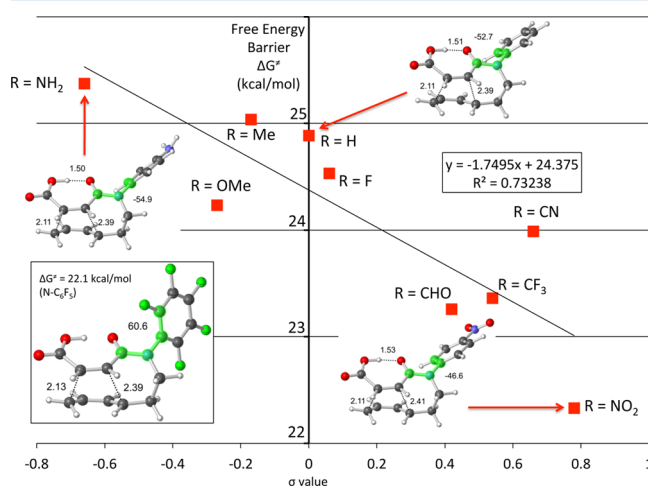 Free Energy
Barrier
ΔG≠
(kcal/mol)
1.51
-52.7
2.11
2.39
R = NH₂
25
R = Me
R = H
R = F
y = -1.7495x + 24.375
R² = 0.73238
1.50
-54.9
2.11
2.39
R = OMe
24
R = CN
ΔG≠ = 22.1 kcal/mol
(N-C₆F₅)
60.6
2.13
2.39
R = CHO
R = CF₃
23
1.53
-46.6
2.11
2.41
R = NO₂
22
-0.8
-0.6
-0.4
-0.2
0
0.2
0.4
0.6
0.8
1
σ value